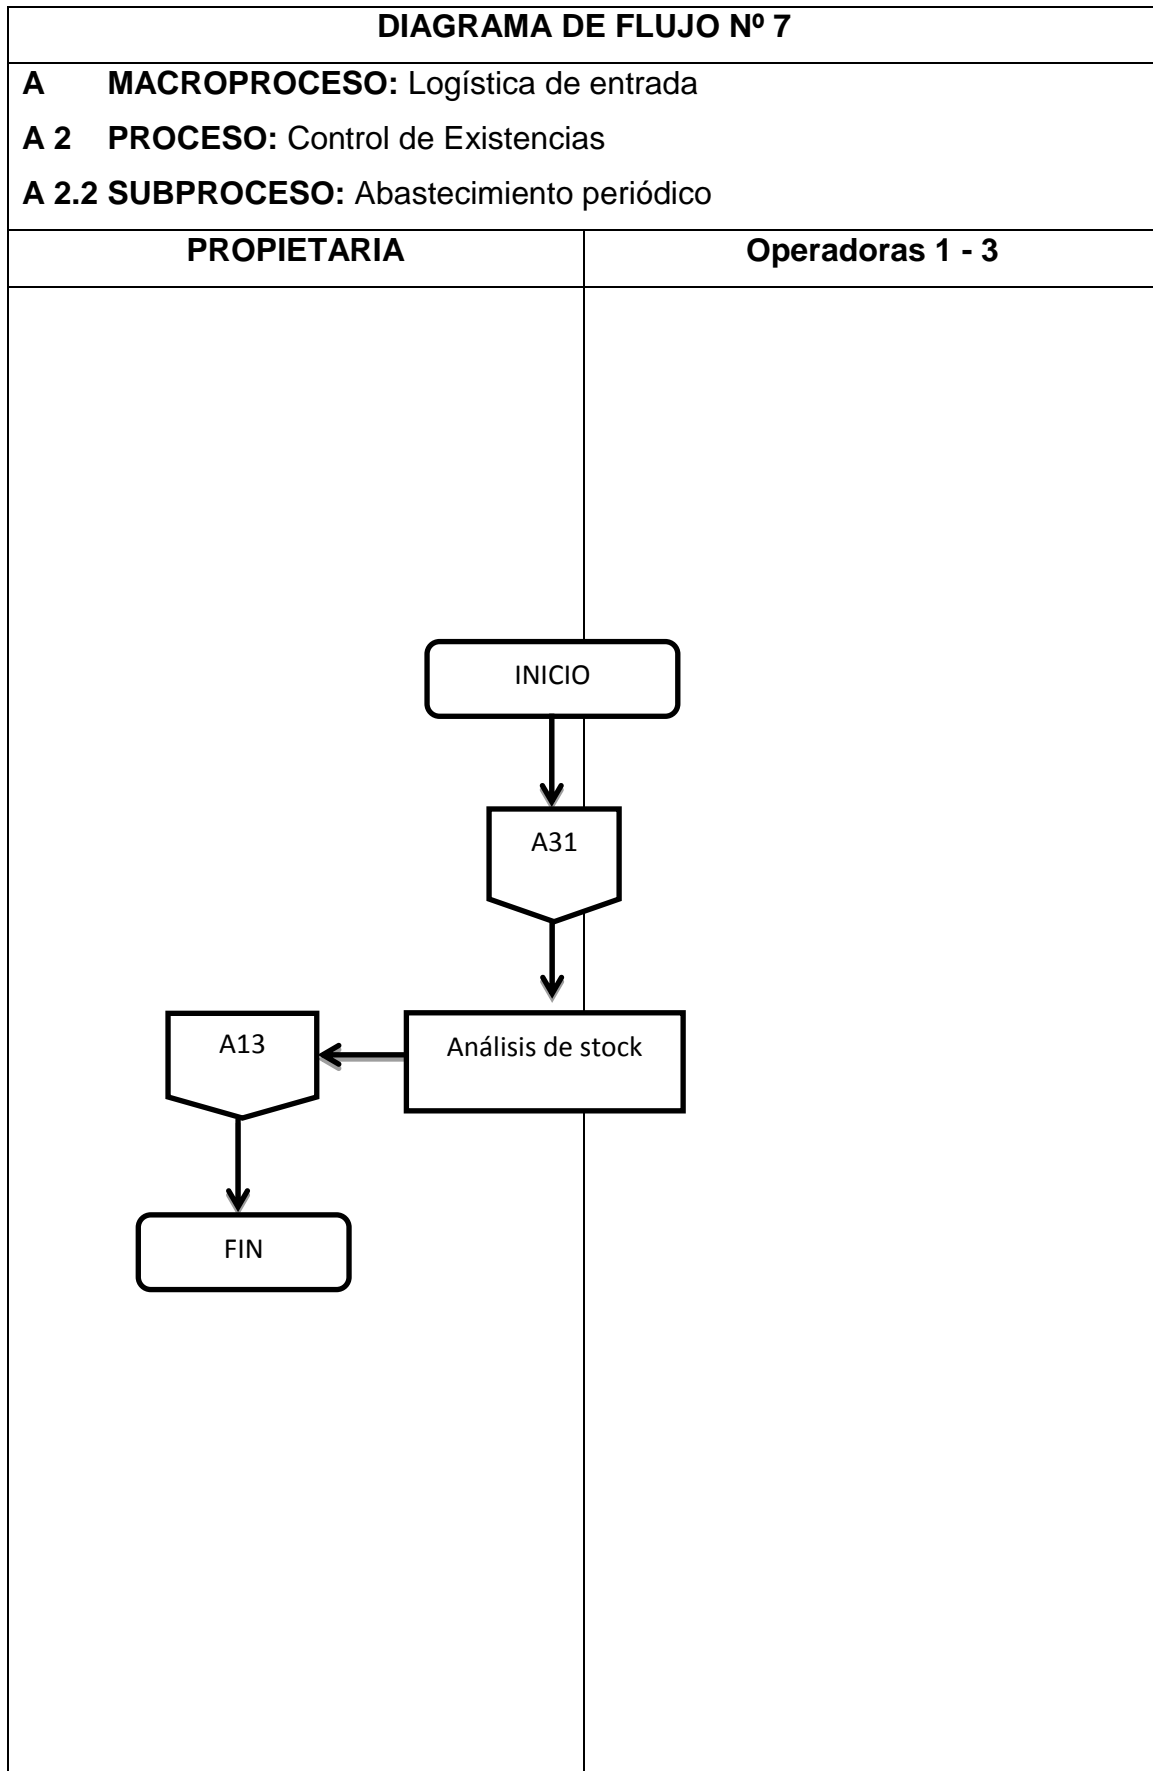 DIAGRAMA DE FLUJO Nº 7
A MACROPROCESO: Logística de entrada
A 2 PROCESO: Control de Existencias
A 2.2 SUBPROCESO: Abastecimiento periódico
PROPIETARIA
Operadoras 1 - 3
INICIO
A31
Análisis de stock
A13
FIN